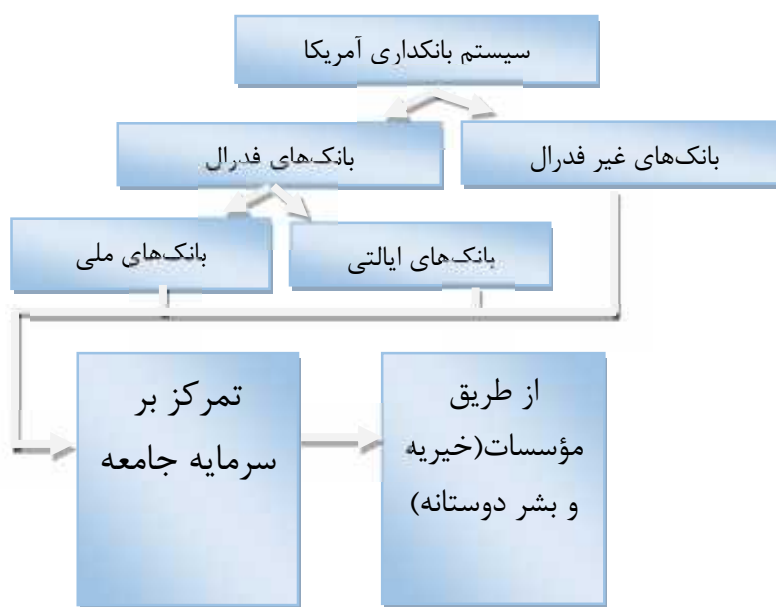 سیستم بانکداری آمریکا
بانک‌های غیر فدرال
بانک‌های فدرال
بانک‌های ایالتی
بانک‌های ملی
تمرکز بر
سرمایه جامعه
از طریق
مؤسسات(خیریه
و بشر دوستانه)